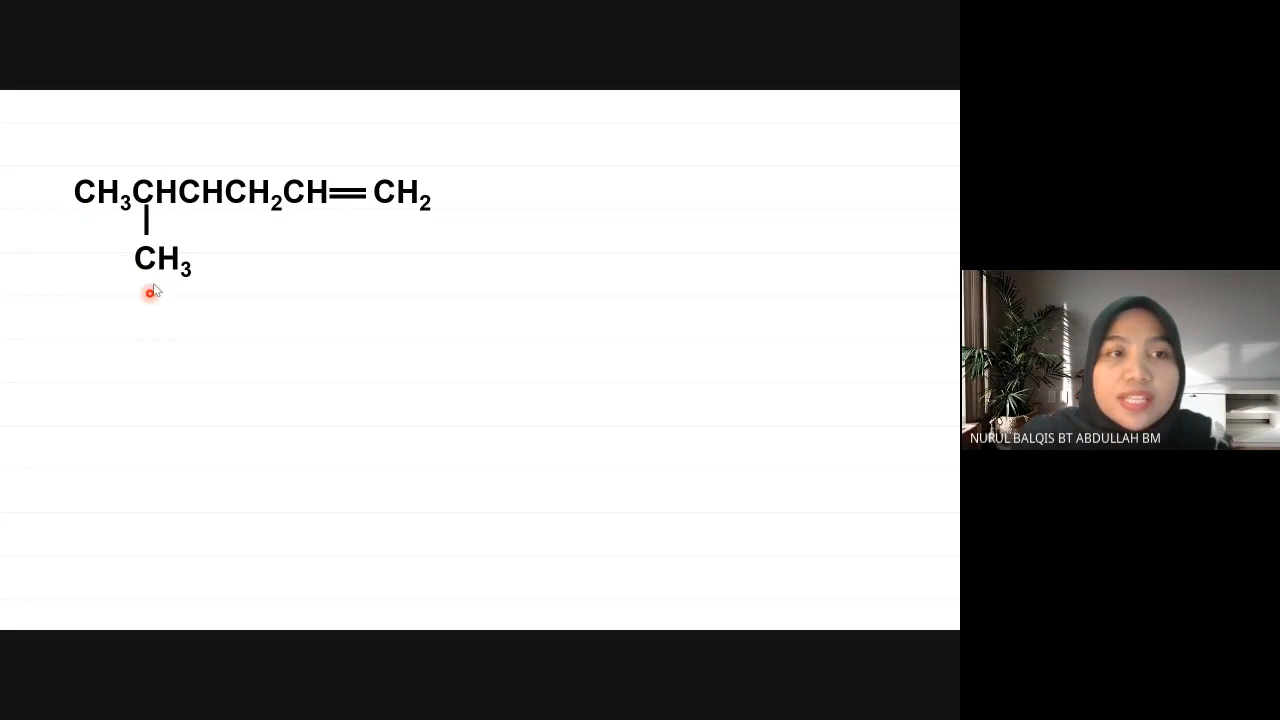 CH₃CHCHCH₂CH=CH₂
CH₃
NURUL BALQIS BT ABDULLAH BM